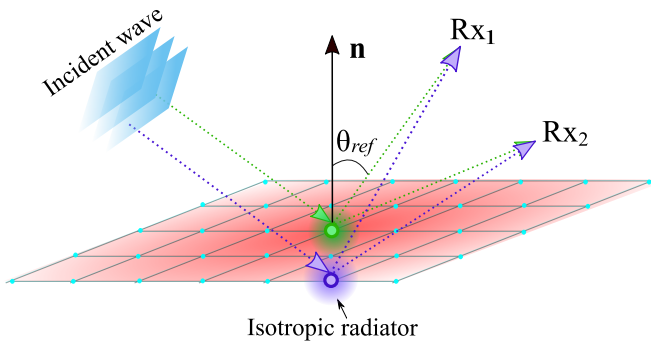 Incident wave
n
Rx₁
Rx₂
θref
Isotropic radiator